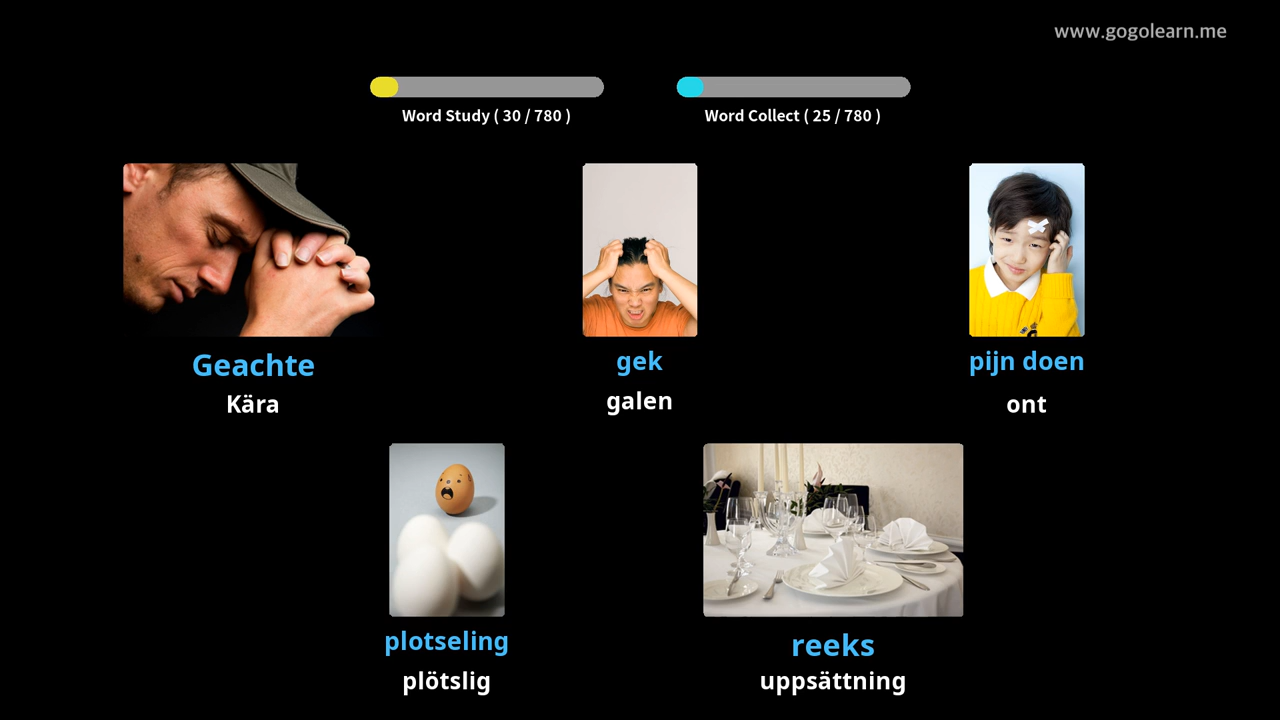 www.gogolearn.me
Word Study ( 30 / 780 )
Word Collect ( 25 / 780 )
Geachte
Kära
gek
galen
pijn doen
ont
plotseling
plötslig
reeks
uppsättning